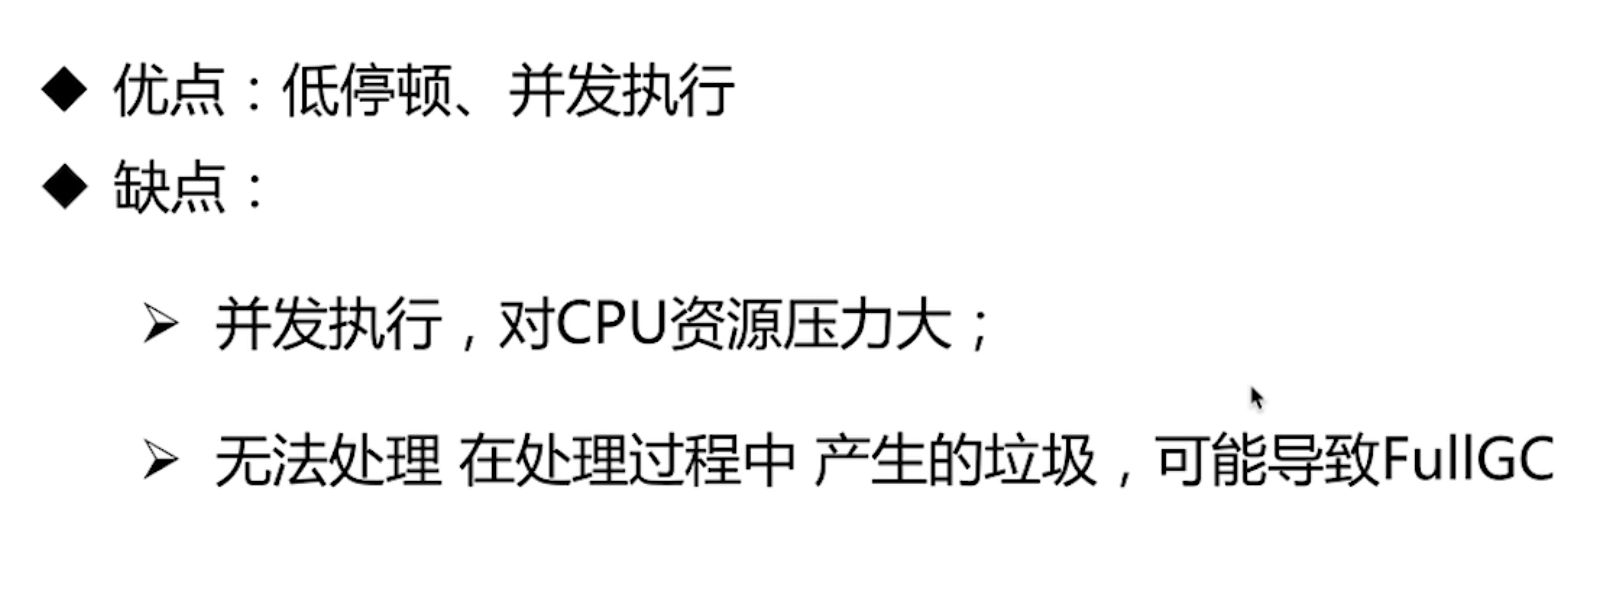 ◆ 优点：低停顿、并发执行
◆ 缺点：
➢ 并发执行，对CPU资源压力大；
➢ 无法处理 在处理过程中 产生的垃圾，可能导致FullGC